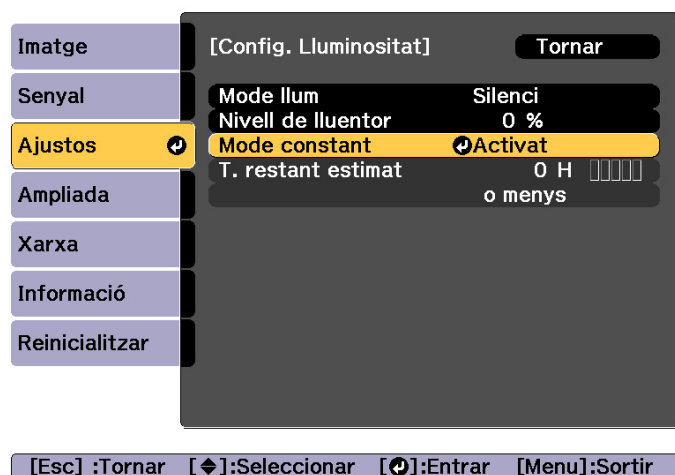 Imatge
Senyal
Ajustos
Ampliada
Xarxa
Informació
Reinicialitzar
[Config. Lluminositat] Tornar
Mode llum Silenci
Nivell de lluentor 0 %
Mode constant Activat
T. restant estimat 0 H
o menys
[Esc] :Tornar [ ]:Seleccionar [ ]:Entrar [Menu]:Sortir